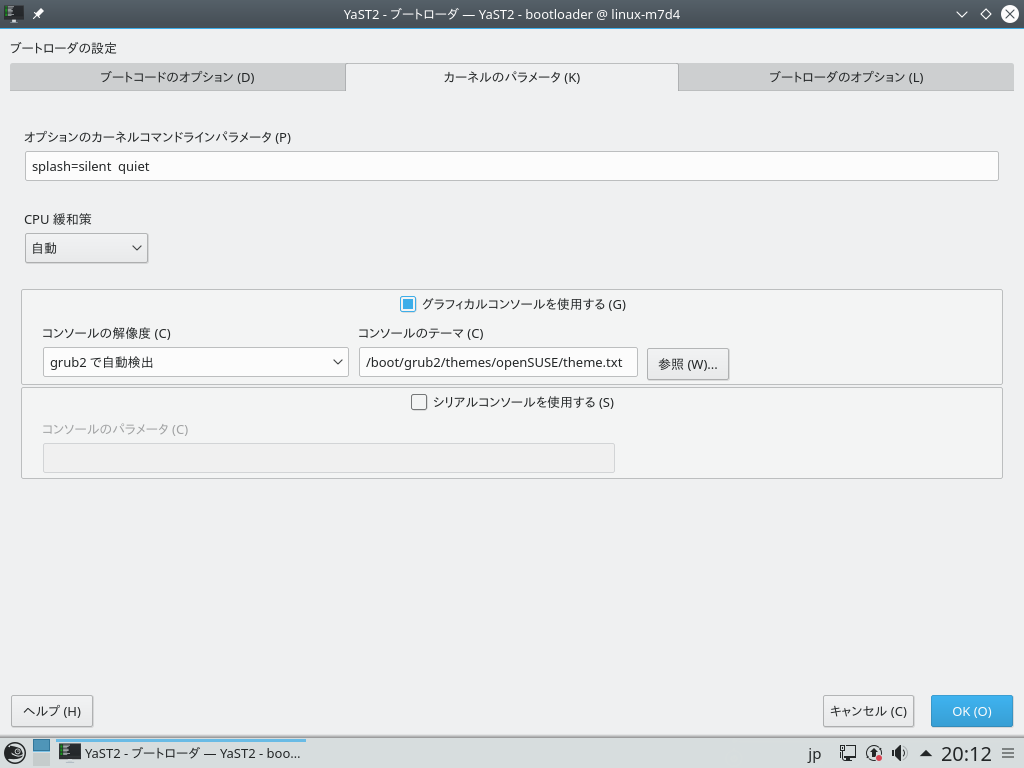 YaST2 - ブートローダ — YaST2 - bootloader @ linux-m7d4
ブートローダの設定
ブートコードのオプション (D) カーネルのパラメータ (K) ブートローダのオプション (L)
オプションのカーネルコマンドラインパラメータ (P)
splash=silent  quiet
CPU 緩和策
自動
グラフィカルコンソールを使用する (G)
コンソールの解像度 (C) コンソールのテーマ (C)
grub2 で自動検出 /boot/grub2/themes/openSUSE/theme.txt 参照 (W)...
シリアルコンソールを使用する (S)
コンソールのパラメータ (C)
ヘルプ (H) キャンセル (C) OK (O)
YaST2 - ブートローダ — YaST2 - boo... jp 20:12